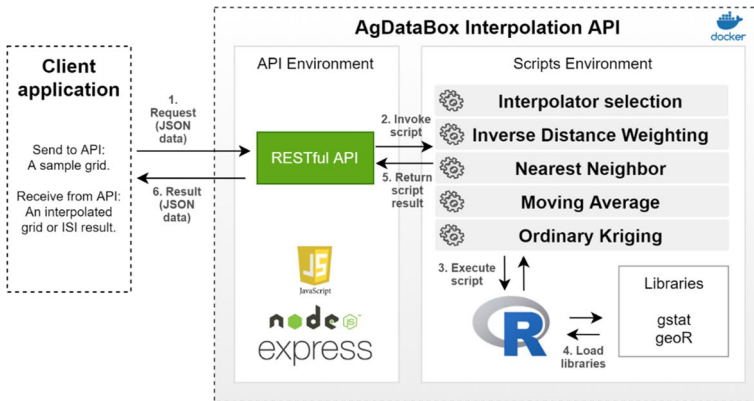 AgDataBox Interpolation API
docker
Client
application
Send to API:
A sample grid.
Receive from API:
An interpolated
grid or ISI result.
1.
Request
(JSON
data)
6. Result
(JSON
data)
API Environment
RESTful API
JS
JavaScript
node
JS
express
2. Invoke
script
5. Return
script
result
Scripts Environment
Interpolator selection
Inverse Distance Weighting
Nearest Neighbor
Moving Average
Ordinary Kriging
3. Execute
script
R
4. Load
libraries
Libraries
gstat
geoR